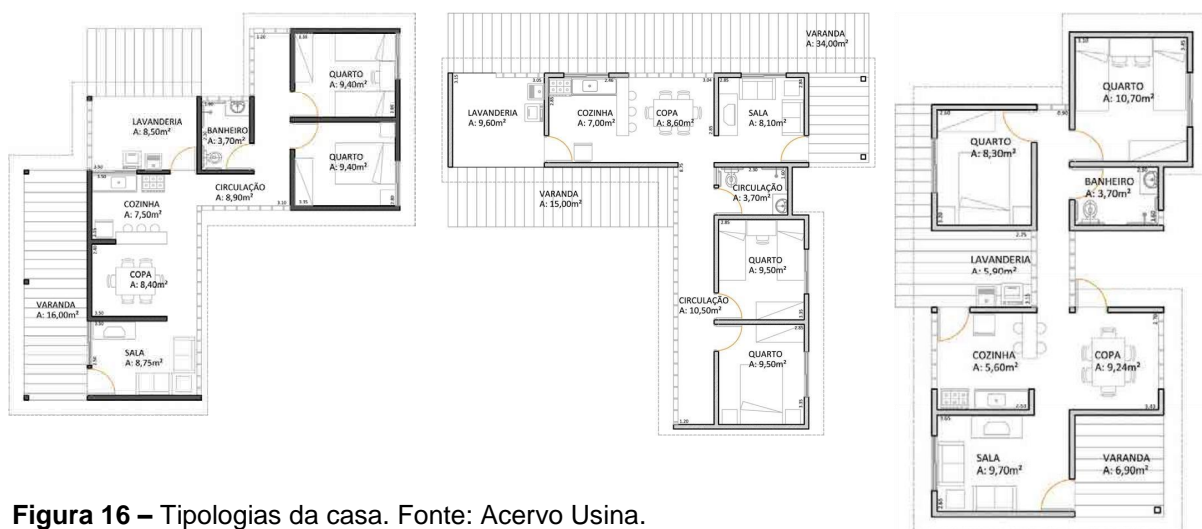 LAVANDERIA
A: 8,50m²
BANHEIRO
A: 3,70m²
QUARTO
A: 9,40m²
QUARTO
A: 9,40m²
CIRCULAÇÃO
A: 8,90m²
COZINHA
A: 7,50m²
COPA
A: 8,40m²
VARANDA
A: 16,00m²
SALA
A: 8,75m²
VARANDA
A: 34,00m²
LAVANDERIA
A: 9,60m²
COZINHA
A: 7,00m²
COPA
A: 8,60m²
SALA
A: 8,10m²
VARANDA
A: 15,00m²
CIRCULAÇÃO
A: 3,70m²
QUARTO
A: 9,50m²
CIRCULAÇÃO
A: 10,50m²
QUARTO
A: 9,50m²
QUARTO
A: 10,70m²
QUARTO
A: 8,30m²
BANHEIRO
A: 3,70m²
LAVANDERIA
A: 5,90m²
COZINHA
A: 5,60m²
COPA
A: 9,24m²
SALA
A: 9,70m²
VARANDA
A: 6,90m²
Figura 16 – Tipologias da casa. Fonte: Acervo Usina.